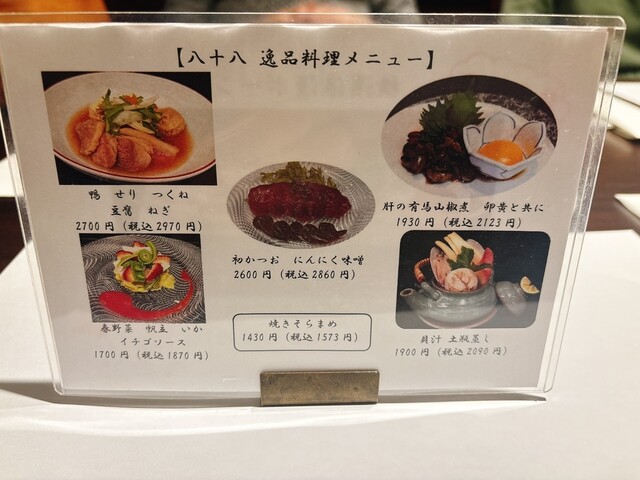 【八十八 逸品料理メニュー】
鴨 せり つくね
豆腐 ねぎ
2700円(税込2970円)
肝の有馬山椒煮 卵黄と共に
1930円(税込2123円)
初かつお にんにく味噌
2600円(税込2860円)
春野菜 帆立 いか
イチゴソース
1700円(税込1870円)
焼きそらまめ
1430円(税込1573円)
貝汁 土瓶蒸し
1900円(税込2090円)